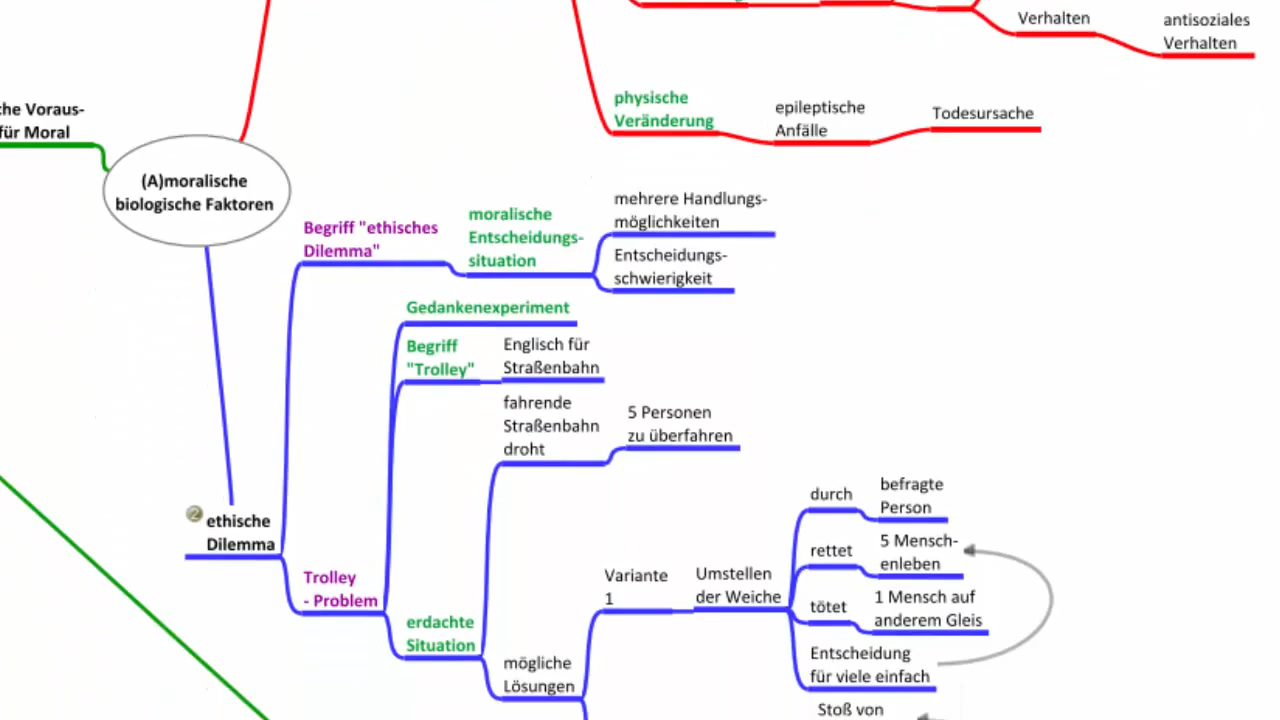 Verhalten
antisoziales
Verhalten
physische
Veränderung
epileptische
Anfälle
Todesursache
che Voraus-
für Moral
(A)moralische
biologische Faktoren
Begriff "ethisches
Dilemma"
moralische
Entscheidungs-
situation
mehrere Handlungs-
möglichkeiten
Entscheidungs-
schwierigkeit
Gedankenexperiment
Begriff
"Trolley"
Englisch für
Straßenbahn
fahrende
Straßenbahn
droht
5 Personen
zu überfahren
2
ethische
Dilemma
Trolley
- Problem
erdachte
Situation
mögliche
Lösungen
Variante
1
Umstellen
der Weiche
durch
befragte
Person
rettet
5 Mensch-
enleben
tötet
1 Mensch auf
anderem Gleis
Entscheidung
für viele einfach
Stoß von